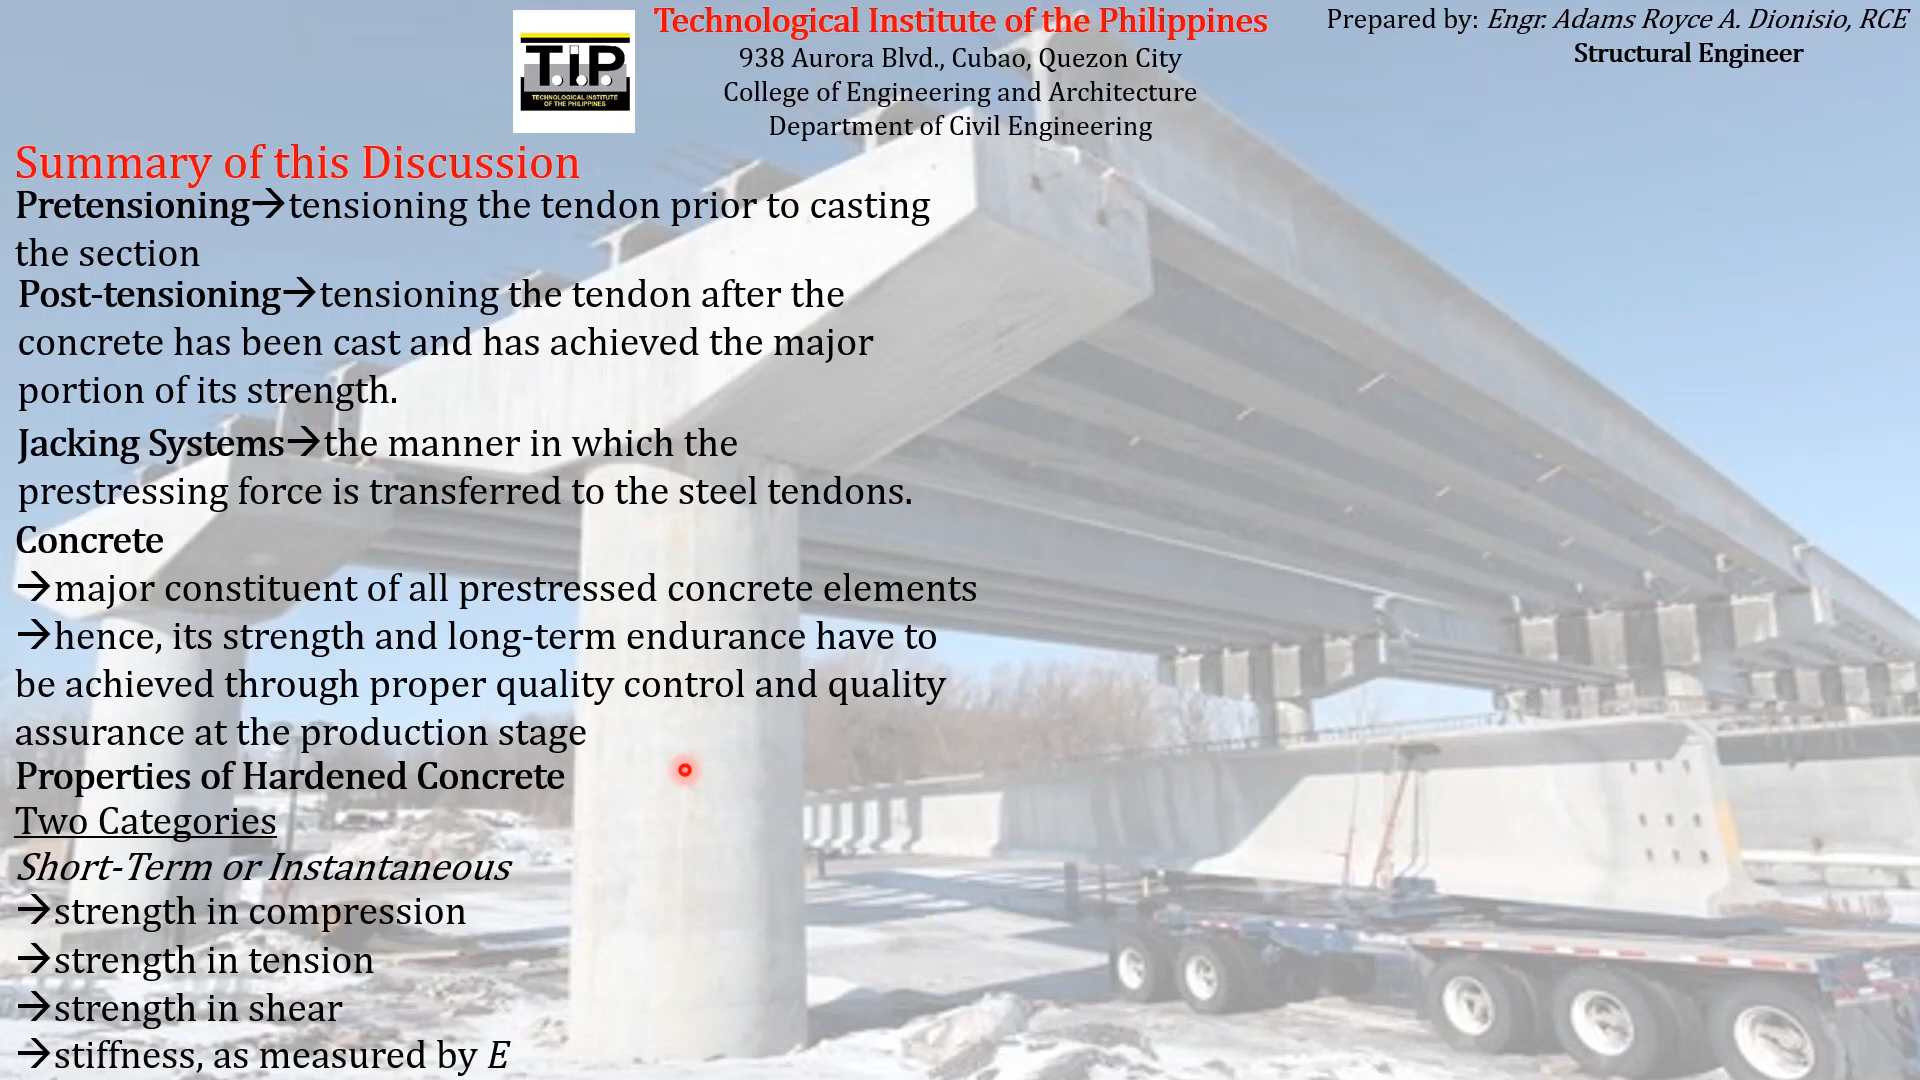 T.I.P
TECHNOLOGICAL INSTITUTE
OF THE PHILIPPINES
Technological Institute of the Philippines
938 Aurora Blvd., Cubao, Quezon City
College of Engineering and Architecture
Department of Civil Engineering
Prepared by: Engr. Adams Royce A. Dionisio, RCE
Structural Engineer
Summary of this Discussion
Pretensioning→tensioning the tendon prior to casting
the section
Post-tensioning→tensioning the tendon after the
concrete has been cast and has achieved the major
portion of its strength.
Jacking Systems→the manner in which the
prestressing force is transferred to the steel tendons.
Concrete
→major constituent of all prestressed concrete elements
→hence, its strength and long-term endurance have to
be achieved through proper quality control and quality
assurance at the production stage
Properties of Hardened Concrete
Two Categories
Short-Term or Instantaneous
→strength in compression
→strength in tension
→strength in shear
→stiffness, as measured by E